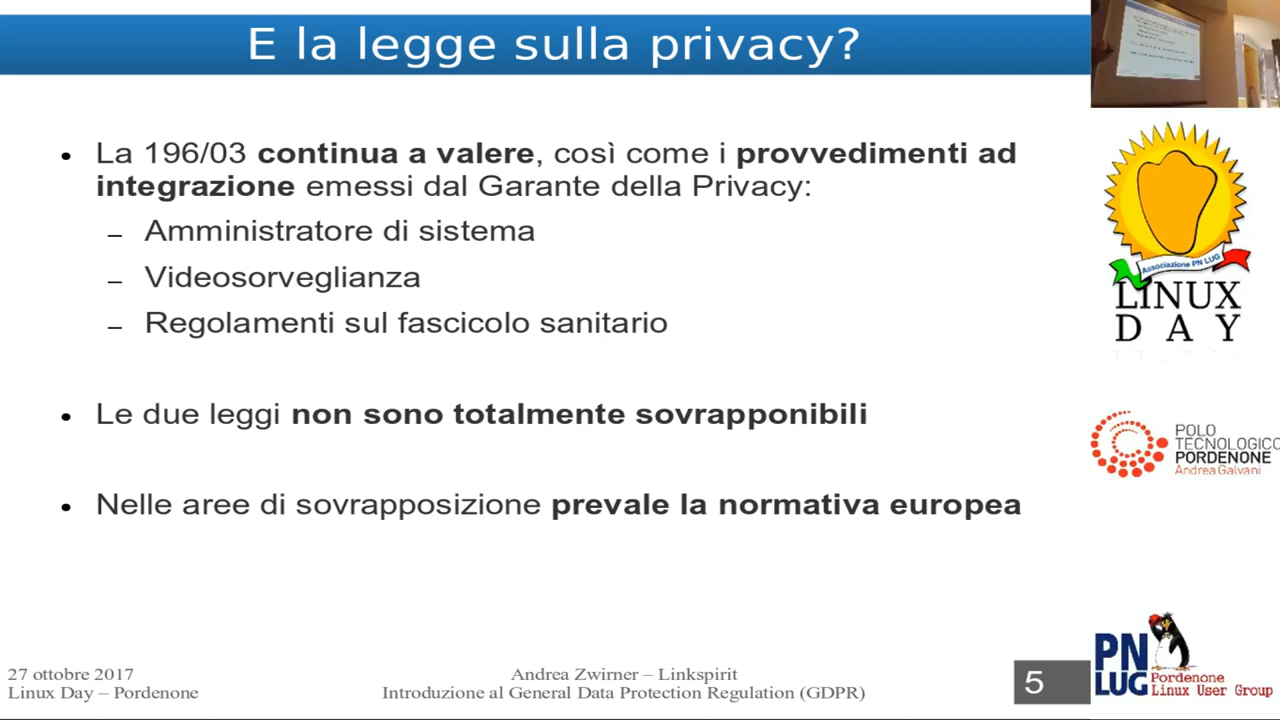 E la legge sulla privacy?
La 196/03 continua a valere, così come i provvedimenti ad
integrazione emessi dal Garante della Privacy:
– Amministratore di sistema
– Videosorveglianza
– Regolamenti sul fascicolo sanitario
Le due leggi non sono totalmente sovrapponibili
Nelle aree di sovrapposizione prevale la normativa europea
27 ottobre 2017
Linux Day – Pordenone
Andrea Zwirner – Linkspirit
Introduzione al General Data Protection Regulation (GDPR)
5
Associazione PN LUG
LINUX
DAY
POLO
TECNOLOGICO
PORDENONE
Andrea Galvani
PN
LUG
Pordenone
Linux User Group